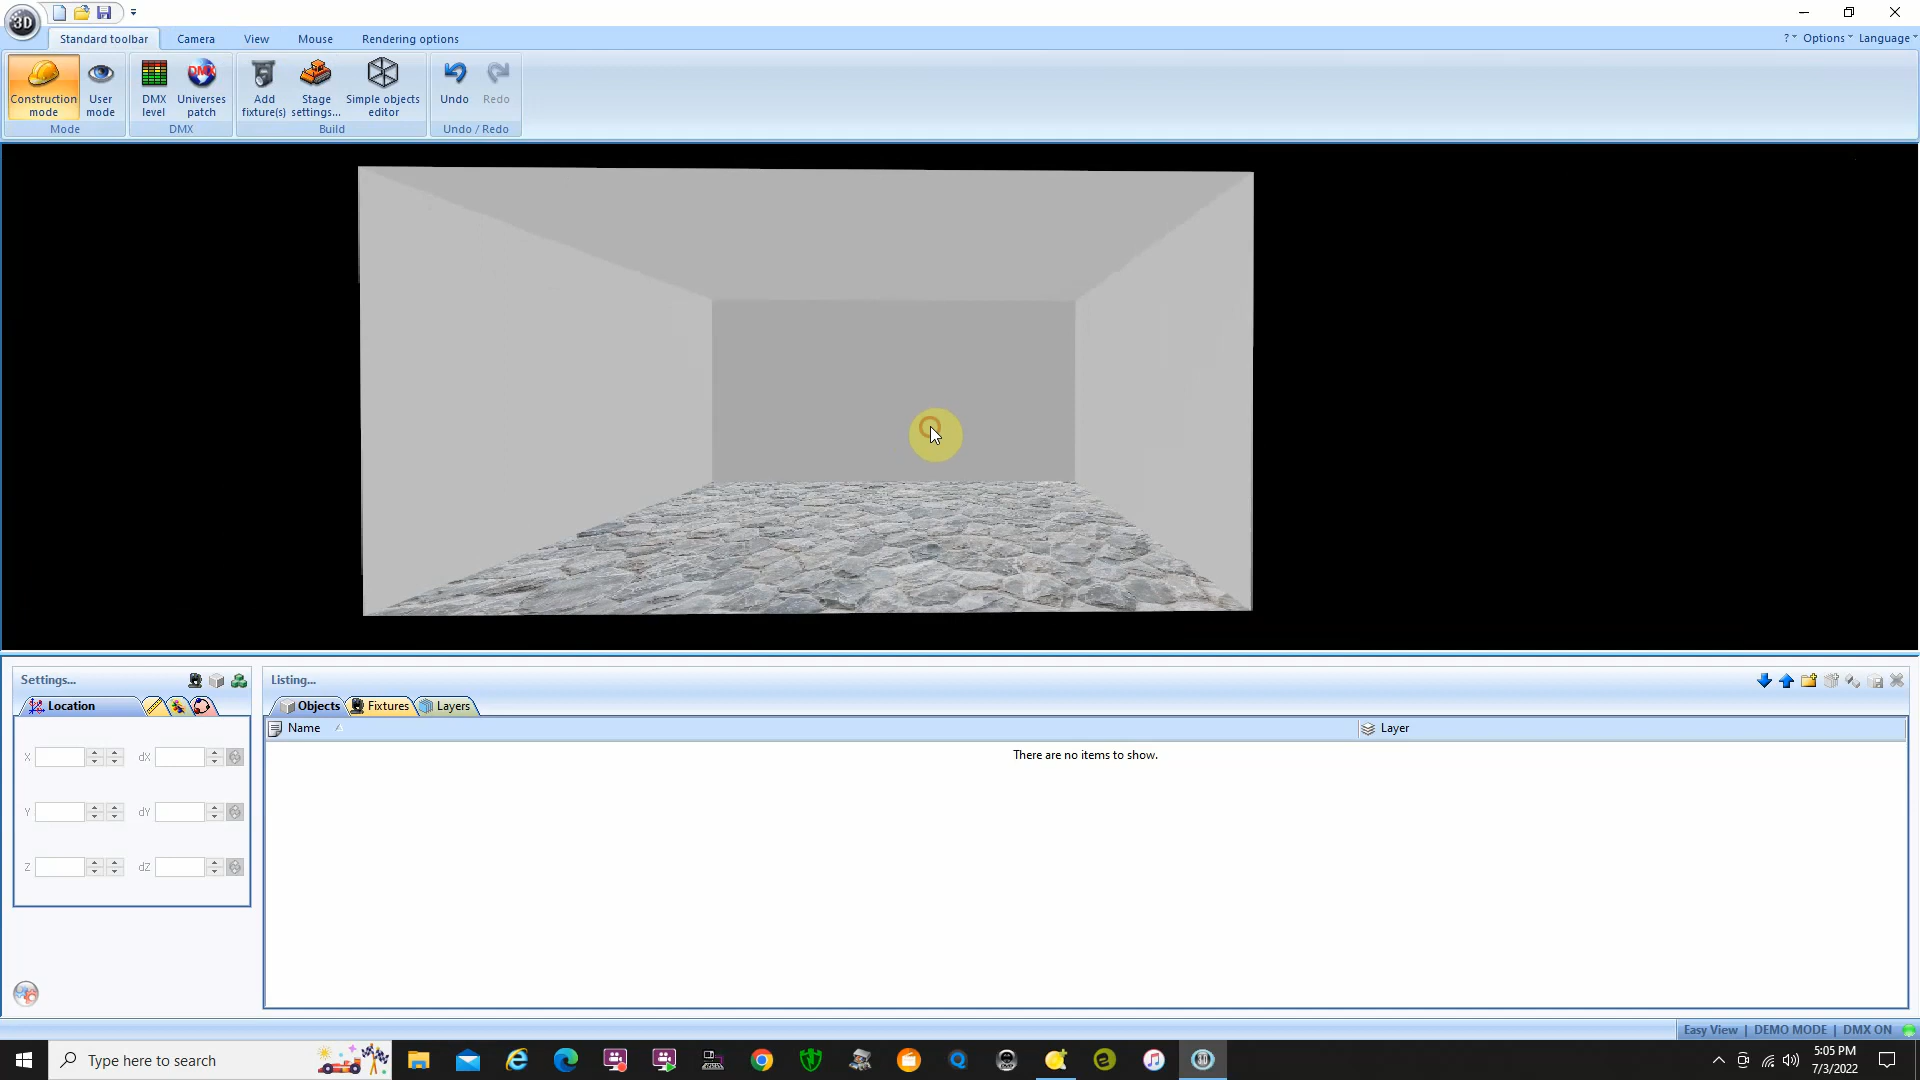 3D
Standard toolbar Camera View Mouse Rendering options
? Options Language
Construction mode
User mode
DMX level
Universes patch
Add fixture(s)
Stage settings...
Simple objects editor
Undo
Redo
Mode DMX Build Undo / Redo
Settings...
Listing...
Location
Objects Fixtures Layers
Name
Layer
There are no items to show.
X dX
Y dY
Z dZ
Easy View DEMO MODE DMX ON
Type here to search
5:05 PM
7/3/2022